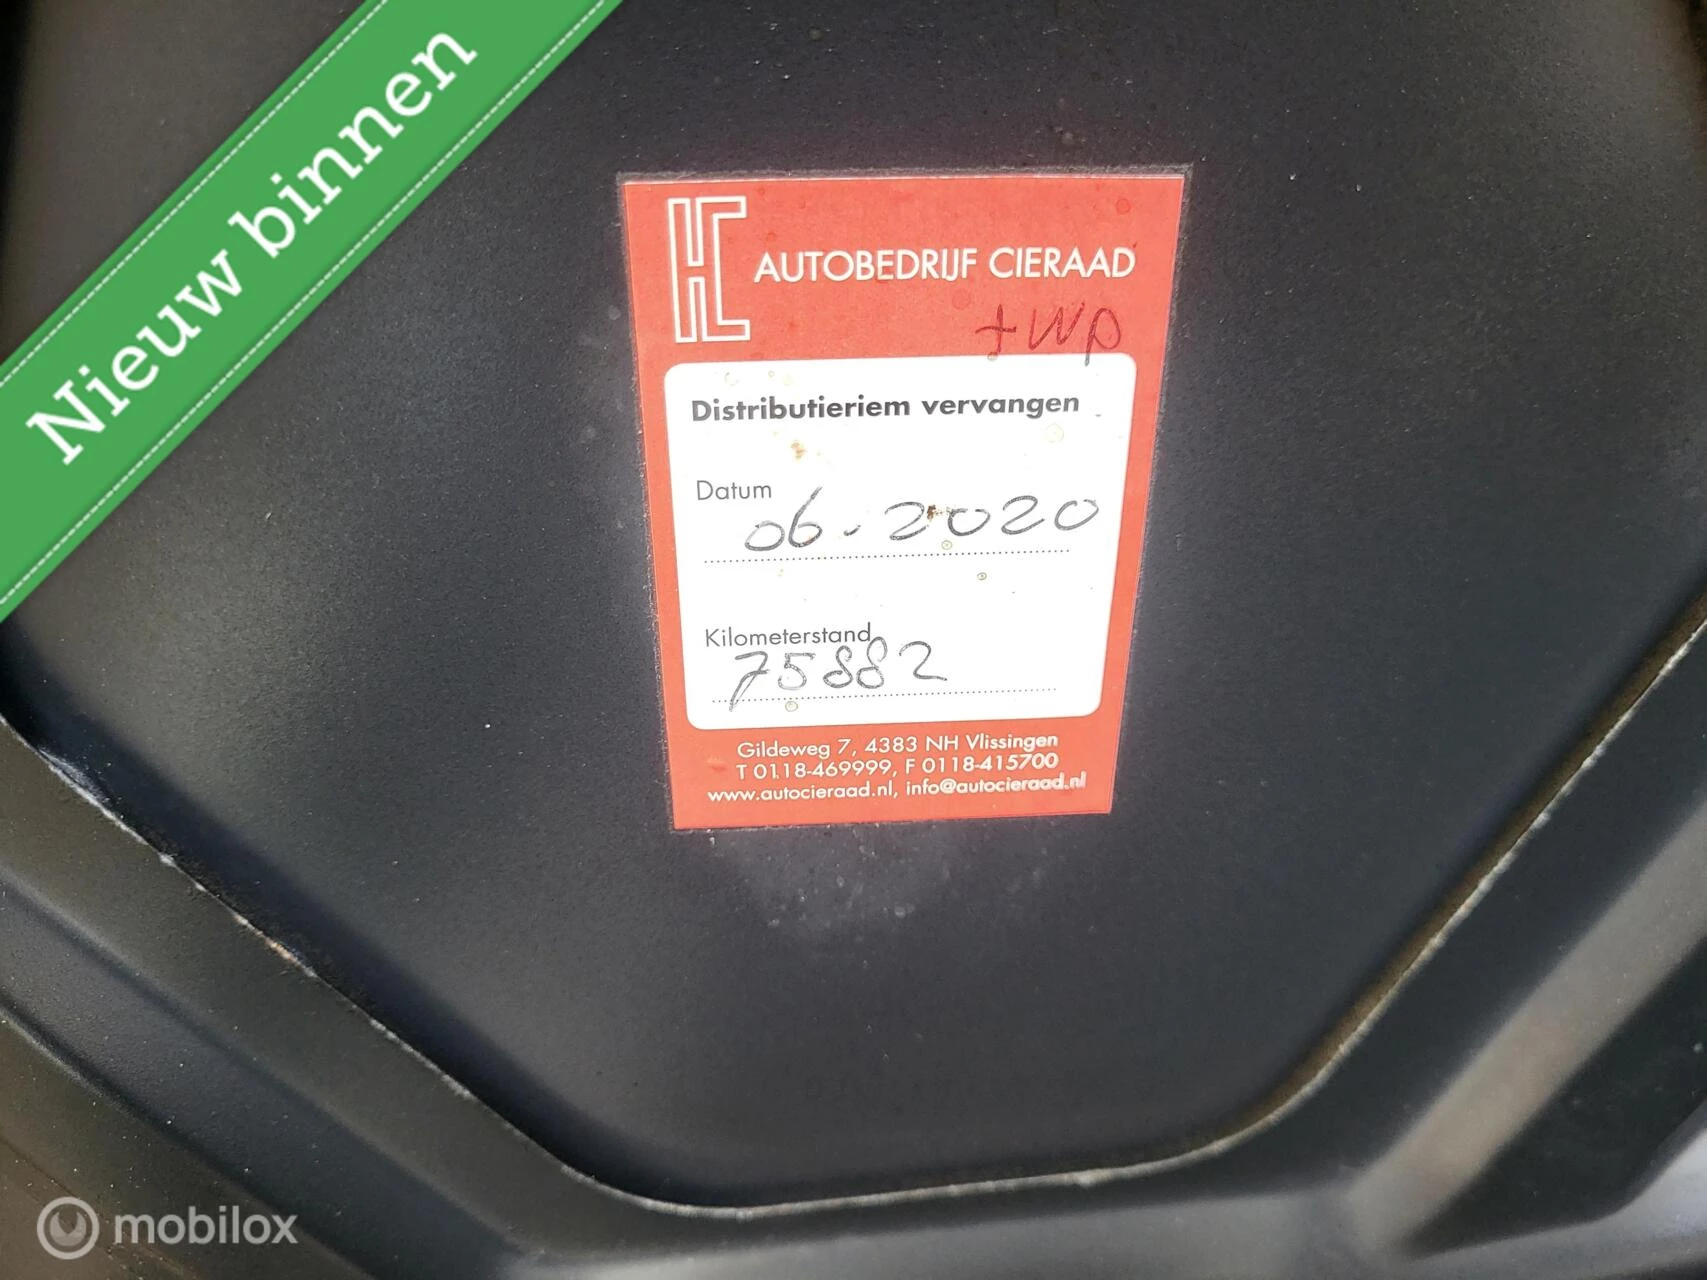 Nieuw binnen
HC AUTOBEDRIJF CIERAAD
+ wp
Distributieriem vervangen
Datum
06.2020
Kilometerstand
75882
Gildeweg 7, 4383 NH Vlissingen
T 0118-469999, F 0118-415700
www.autocieraad.nl, info@autocieraad.nl
mobilox